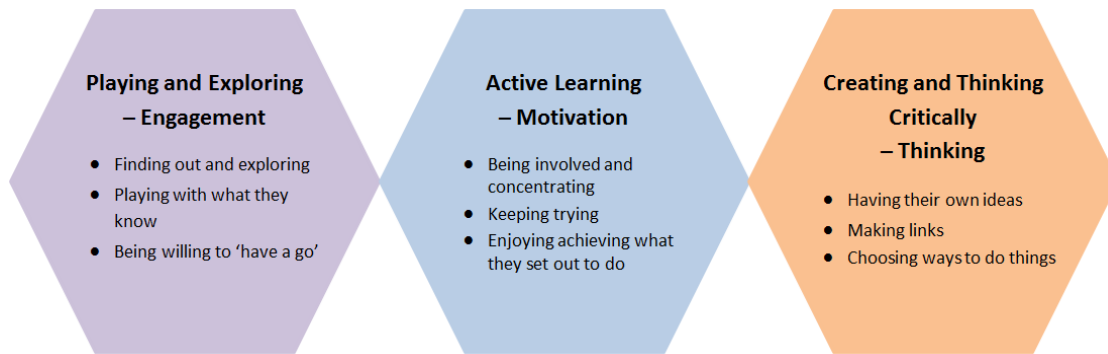 Playing and Exploring
– Engagement
● Finding out and exploring
● Playing with what they
know
● Being willing to ‘have a go’
Active Learning
– Motivation
● Being involved and
concentrating
● Keeping trying
● Enjoying achieving what
they set out to do
Creating and Thinking
Critically
– Thinking
● Having their own ideas
● Making links
● Choosing ways to do things